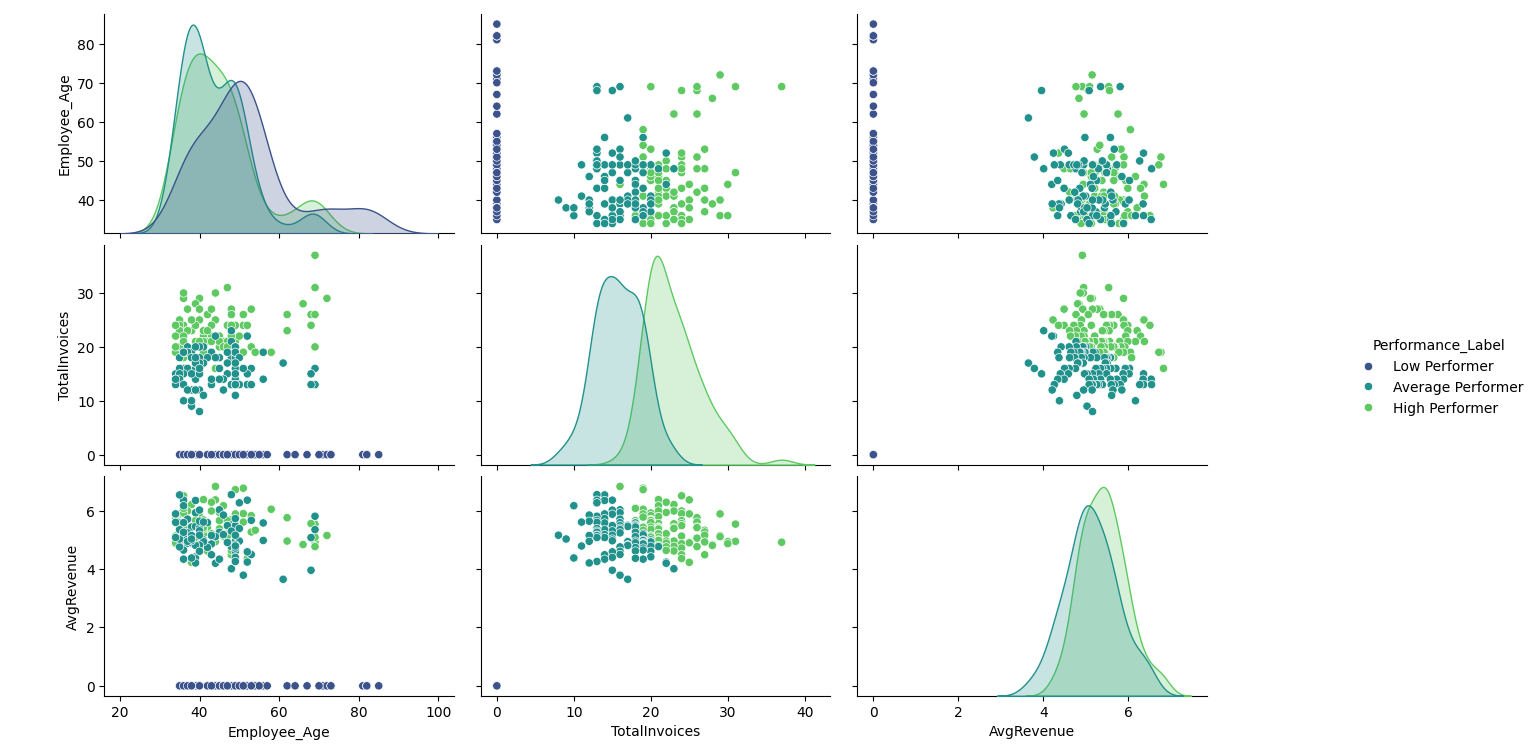 80
70
60
50
40
Employee_Age
30
20
10
0
TotalInvoices
6
4
2
0
AvgRevenue
20 40 60 80 100
Employee_Age
0 10 20 30 40
TotalInvoices
0 2 4 6
AvgRevenue
Performance_Label
Low Performer
Average Performer
High Performer